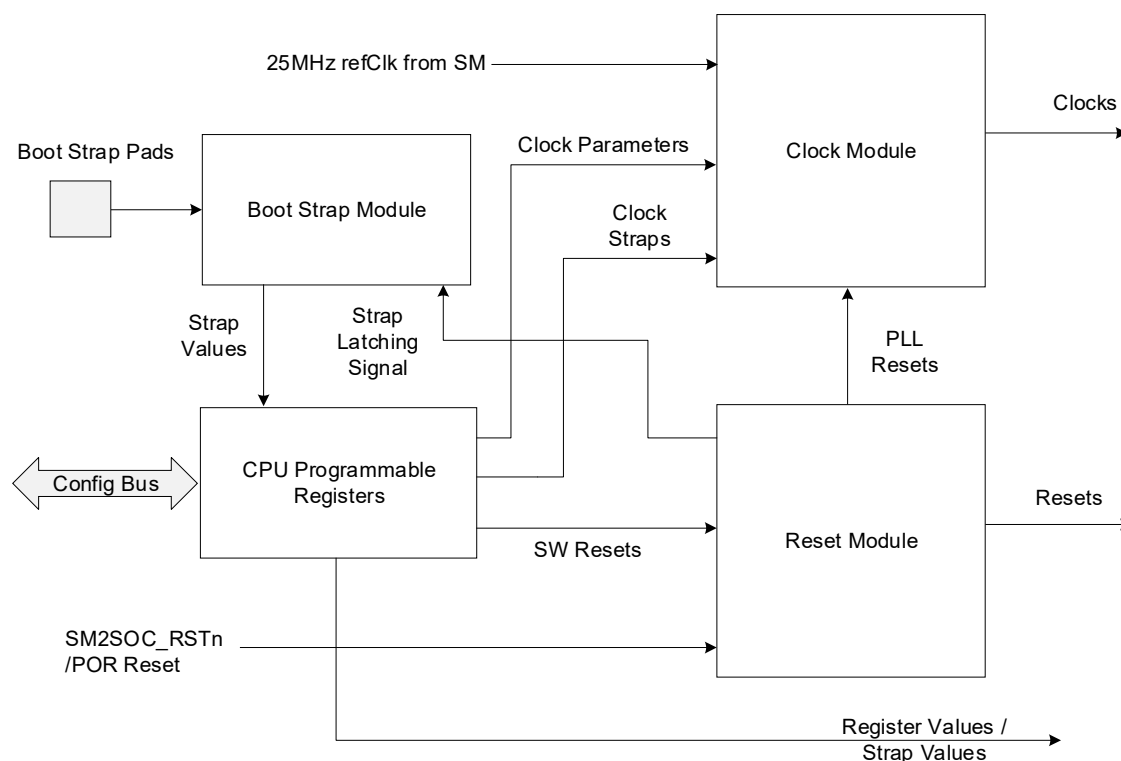 25MHz refClk from SM
Clocks
Boot Strap Pads
Clock Parameters
Clock Module
Boot Strap Module
Clock
Straps
Strap
Values
Strap
Latching
Signal
PLL
Resets
CPU Programmable
Registers
Config Bus
Resets
SW Resets
Reset Module
SM2SOC_RSTn
/POR Reset
Register Values /
Strap Values